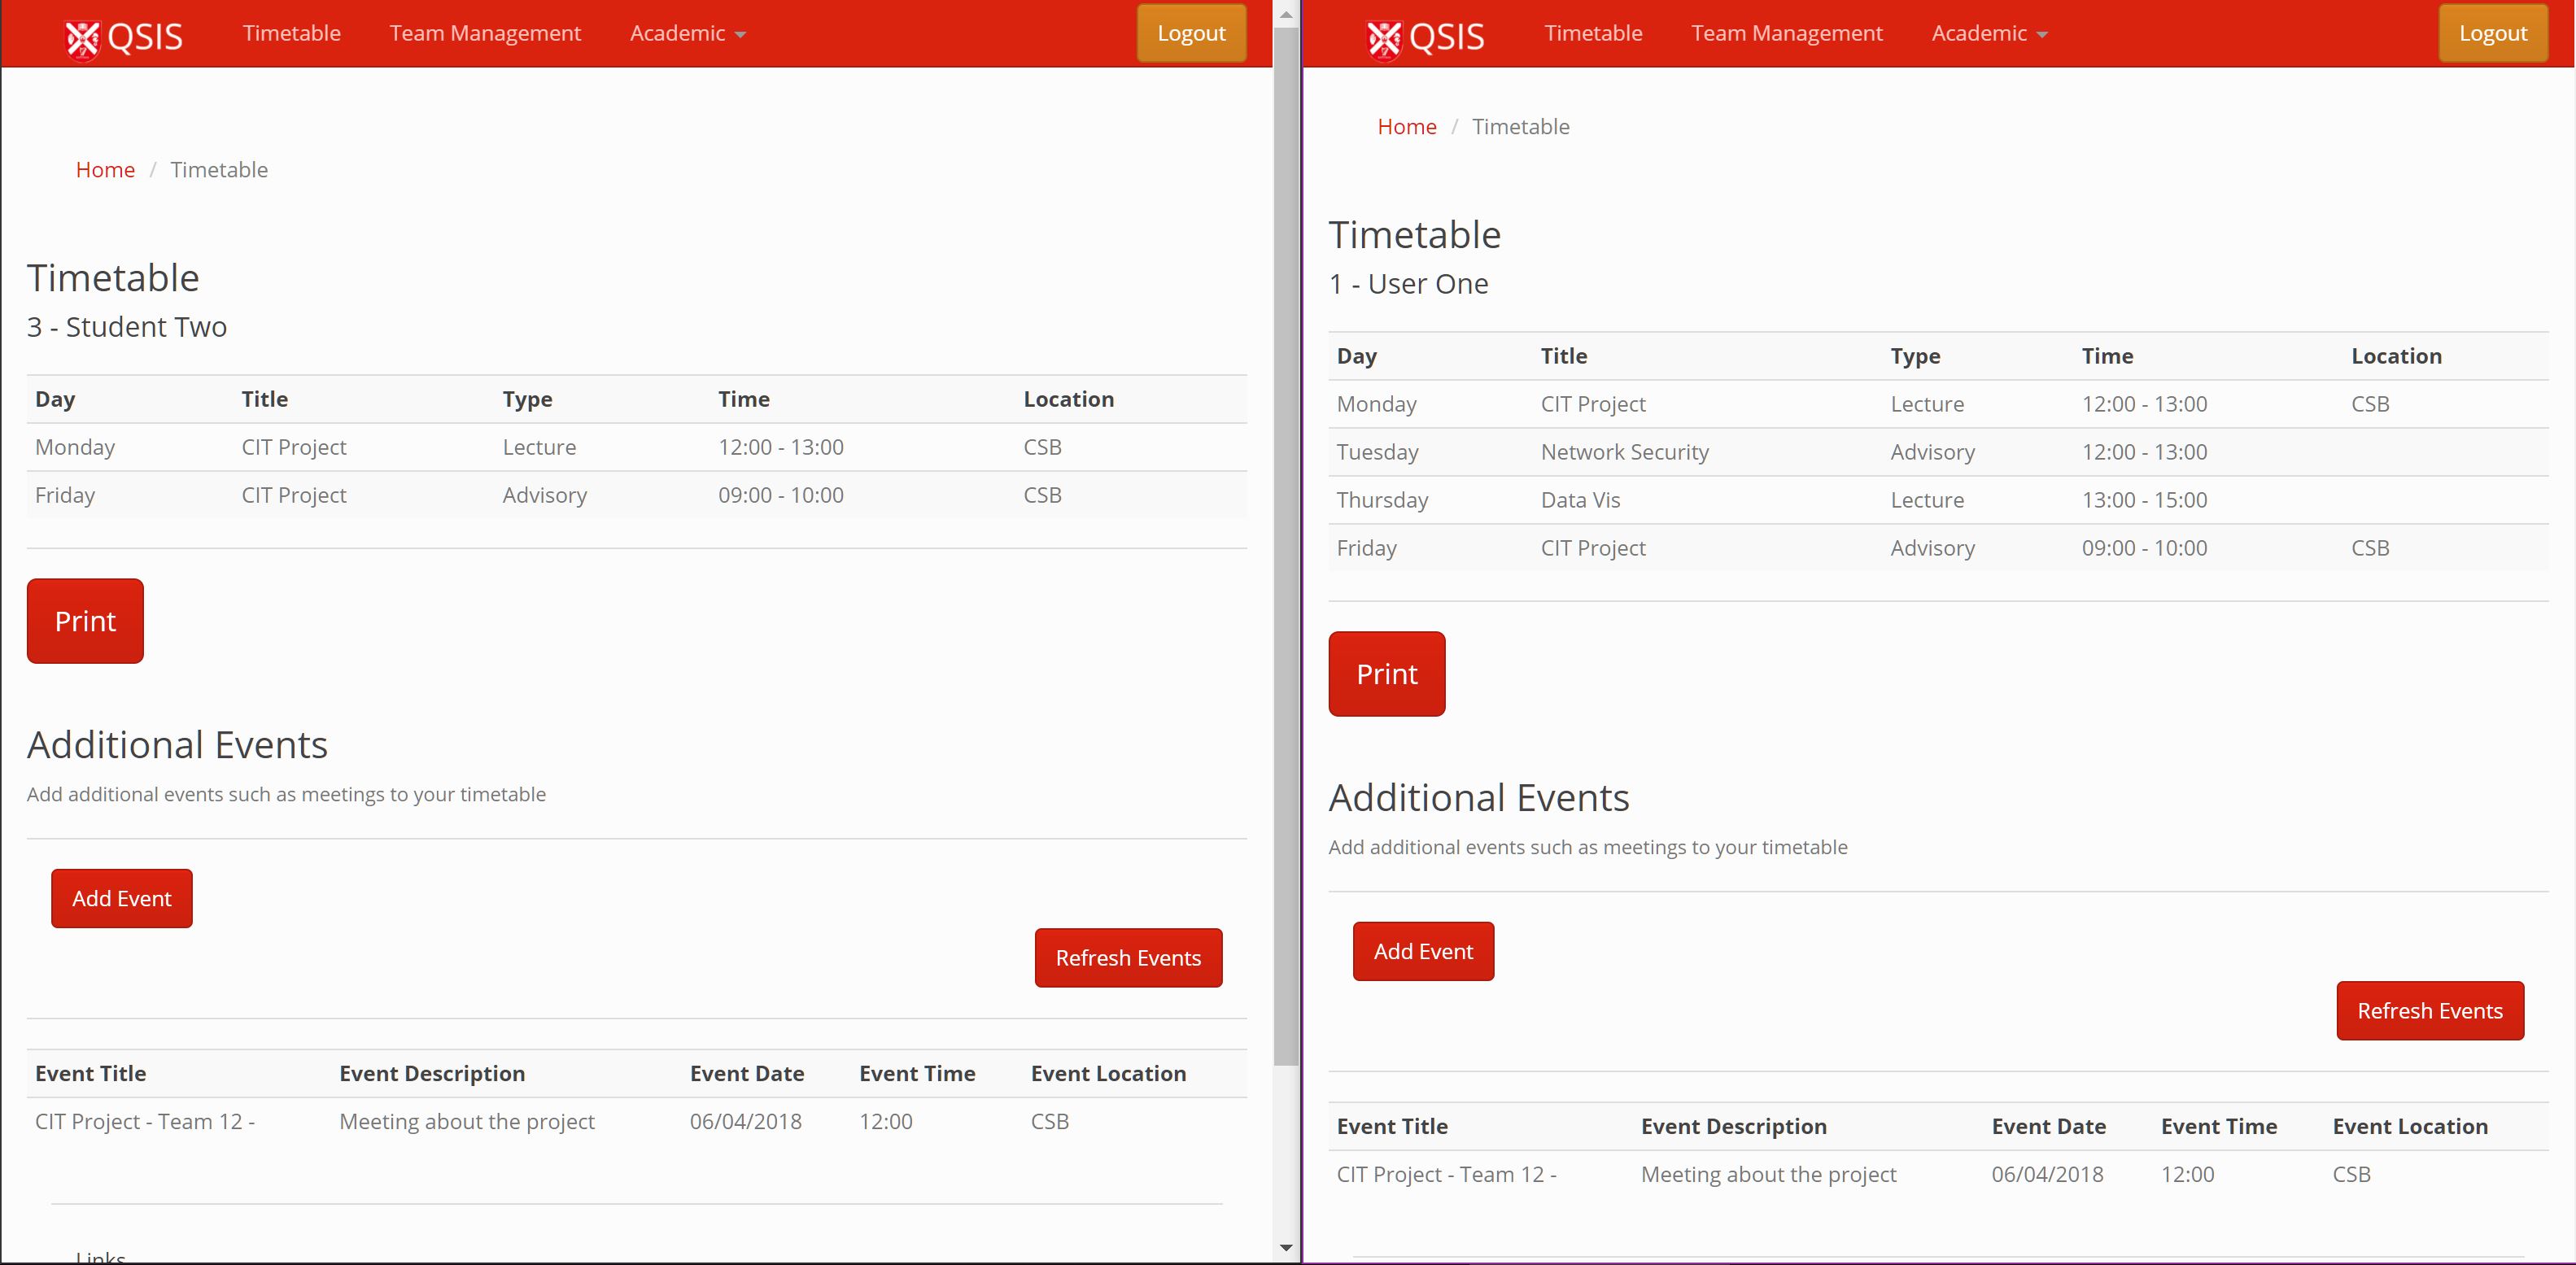 QSIS Timetable Team Management Academic Logout
Home / Timetable
Timetable
3 - Student Two
Day Title Type Time Location
Monday CIT Project Lecture 12:00 - 13:00 CSB
Friday CIT Project Advisory 09:00 - 10:00 CSB
Print
Additional Events
Add additional events such as meetings to your timetable
Add Event
Refresh Events
Event Title Event Description Event Date Event Time Event Location
CIT Project - Team 12 - Meeting about the project 06/04/2018 12:00 CSB
Links
QSIS Timetable Team Management Academic Logout
Home / Timetable
Timetable
1 - User One
Day Title Type Time Location
Monday CIT Project Lecture 12:00 - 13:00 CSB
Tuesday Network Security Advisory 12:00 - 13:00
Thursday Data Vis Lecture 13:00 - 15:00
Friday CIT Project Advisory 09:00 - 10:00 CSB
Print
Additional Events
Add additional events such as meetings to your timetable
Add Event
Refresh Events
Event Title Event Description Event Date Event Time Event Location
CIT Project - Team 12 - Meeting about the project 06/04/2018 12:00 CSB